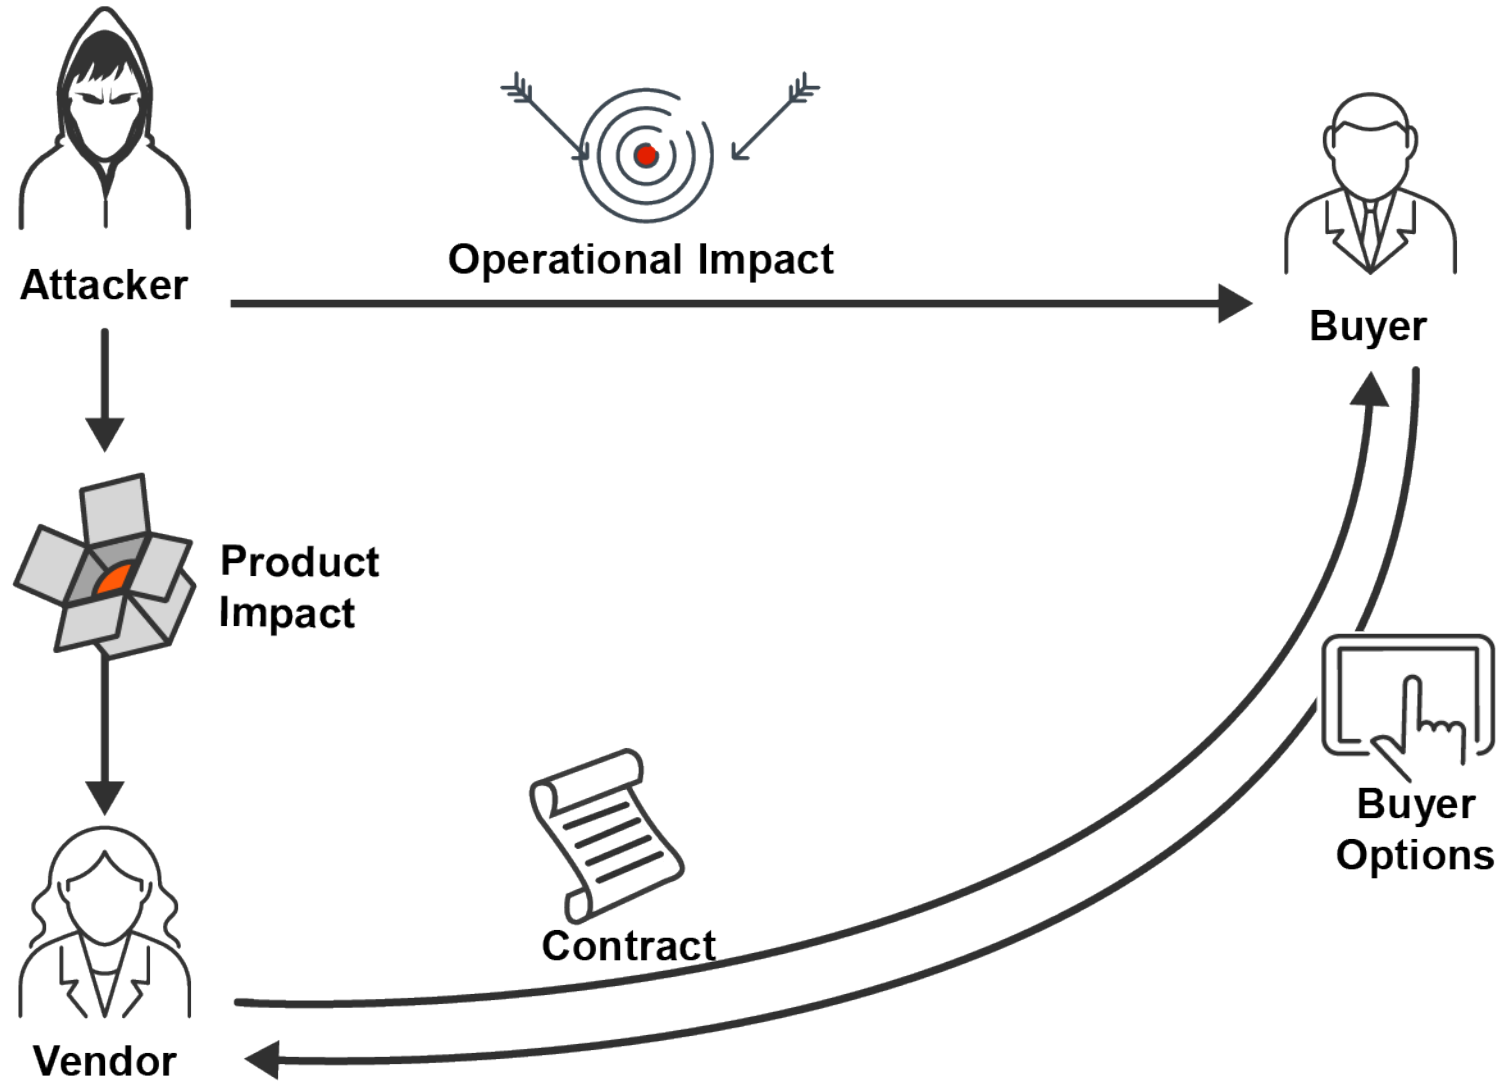 Operational Impact
Attacker
Buyer
Product
Impact
Buyer
Options
Contract
Vendor